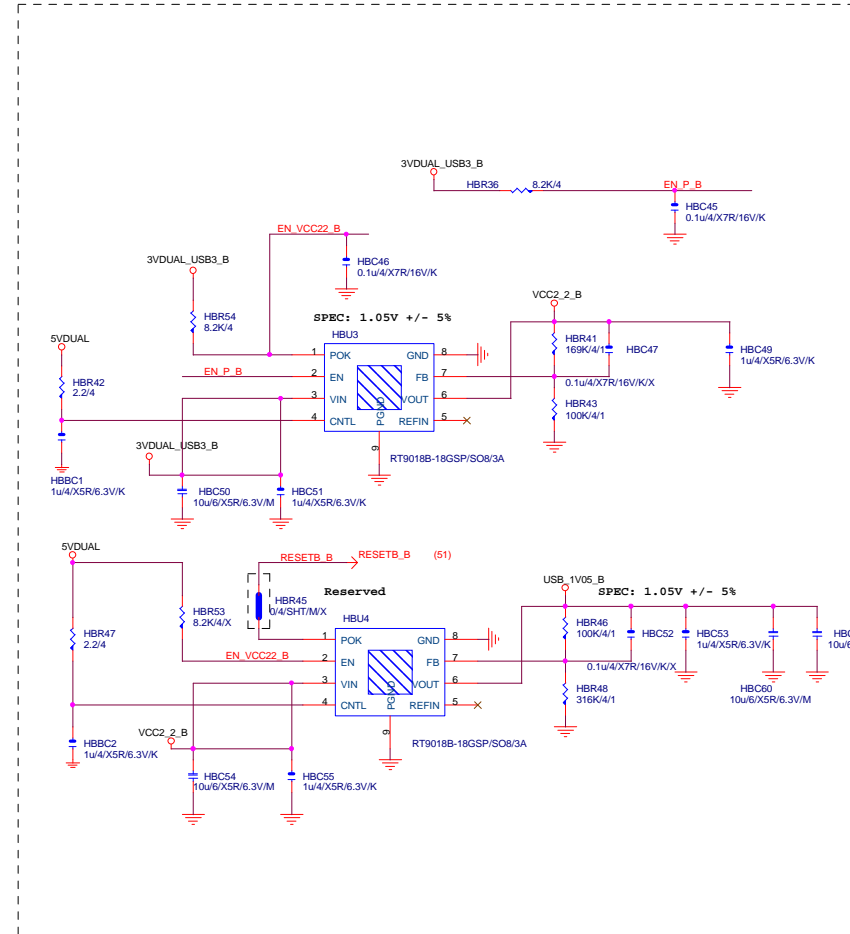 3VDUAL_USB3_B
HBR36
8.2K/4
EN_P_B
HBC45
0.1u/4/X7R/16V/K
EN_VCC22_B
3VDUAL_USB3_B
HBC46
0.1u/4/X7R/16V/K
VCC2_2_B
HBR54
8.2K/4
SPEC: 1.05V +/- 5%
5VDUAL
HBU3
HBR41
169K/4/1
HBC47
HBC49
1u/4/X5R/6.3V/K
1
POK
GND
8
HBR42
2.2/4
EN_P_B
2
EN
FB
7
0.1u/4/X7R/16V/K/X
3
VIN
VOUT
6
HBR43
100K/4/1
4
CNTL
PGND
REFIN
5
3VDUAL_USB3_B
9
RT9018B-18GSP/SO8/3A
HBBC1
1u/4/X5R/6.3V/K
HBC50
10u/6/X5R/6.3V/M
HBC51
1u/4/X5R/6.3V/K
5VDUAL
RESETB_B
RESETB_B
(51)
USB_1V05_B
HBR53
8.2K/4/X
HBR45
0/4/SHT/M/X
Reserved
SPEC: 1.05V +/- 5%
HBU4
HBR47
2.2/4
HBR46
100K/4/1
HBC52
HBC53
1u/4/X5R/6.3V/K
HBC
10u/6
1
POK
GND
8
EN_VCC22_B
2
EN
FB
7
0.1u/4/X7R/16V/K/X
3
VIN
VOUT
6
HBR48
316K/4/1
HBC60
10u/6/X5R/6.3V/M
4
CNTL
PGND
REFIN
5
VCC2_2_B
9
RT9018B-18GSP/SO8/3A
HBBC2
1u/4/X5R/6.3V/K
HBC54
10u/6/X5R/6.3V/M
HBC55
1u/4/X5R/6.3V/K